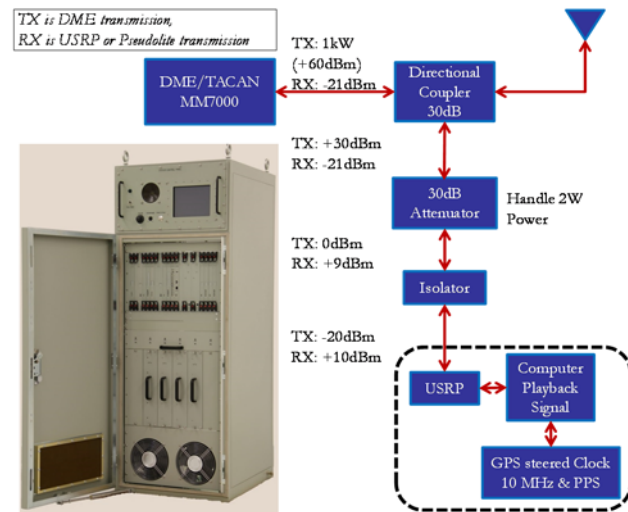 TX is DME transmission,
RX is USRP or Pseudolite transmission
TX: 1kW
(+60dBm)
RX: -21dBm
DME/TACAN
MM7000
Directional
Coupler
30dB
TX: +30dBm
RX: -21dBm
30dB
Attenuator
Handle 2W
Power
TX: 0dBm
RX: +9dBm
Isolator
TX: -20dBm
RX: +10dBm
USRP
Computer
Playback
Signal
GPS steered Clock
10 MHz & PPS